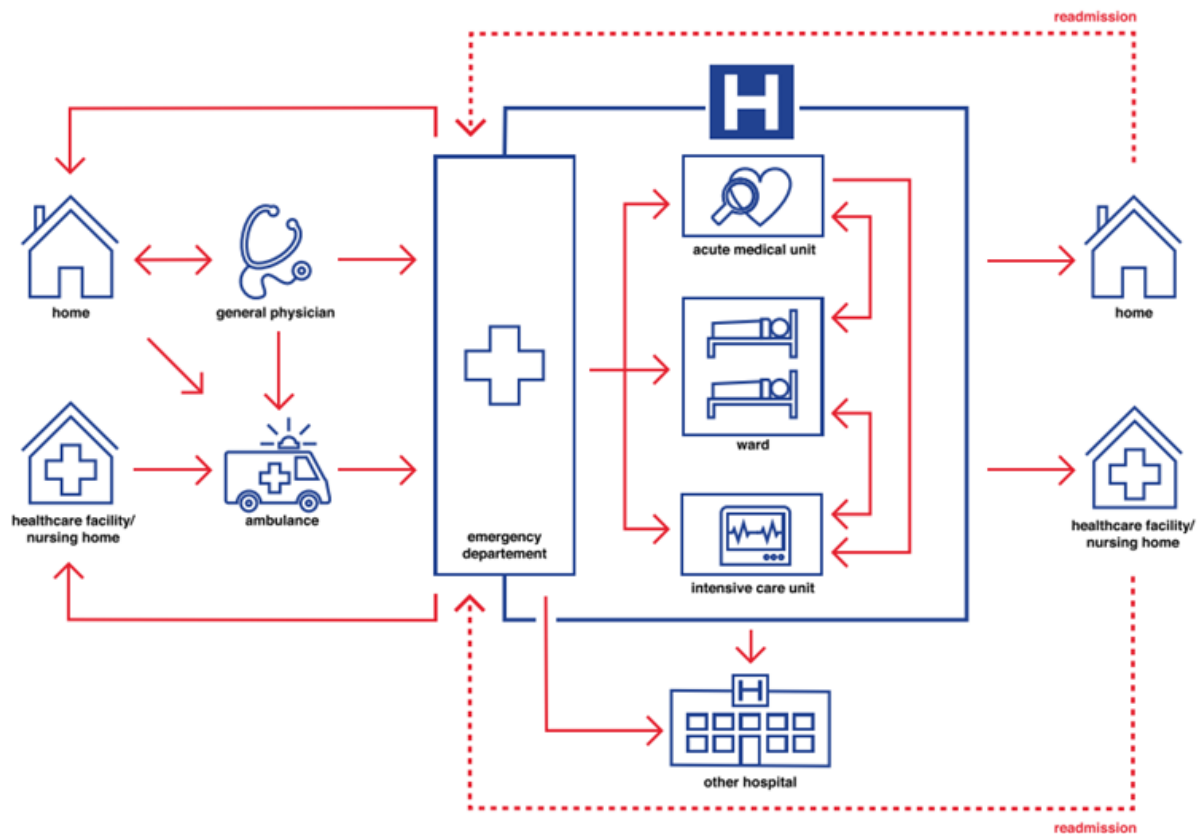 readmission
H
acute medical unit
home
general physician
home
ward
healthcare facility/
nursing home
ambulance
emergency
departement
healthcare facility/
nursing home
intensive care unit
H
other hospital
readmission